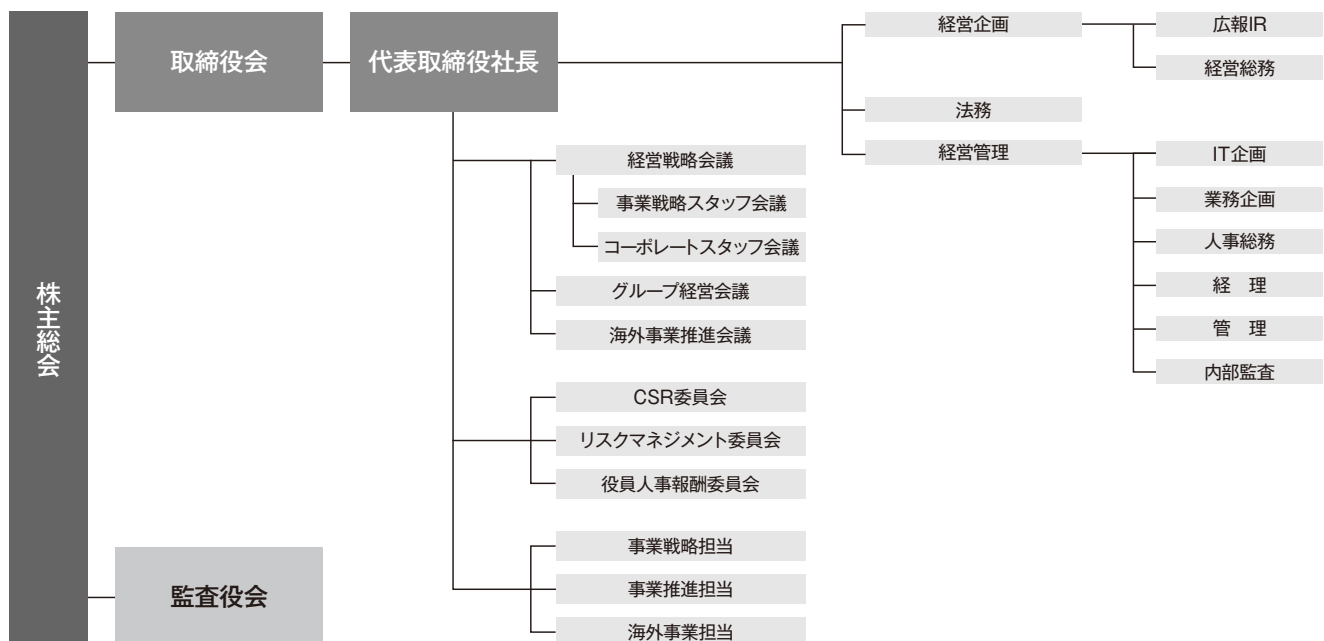 株主総会
取締役会
代表取締役社長
経営企画
広報IR
経営総務
法務
経営管理
IT企画
業務企画
人事総務
経　理
管　理
内部監査
経営戦略会議
事業戦略スタッフ会議
コーポレートスタッフ会議
グループ経営会議
海外事業推進会議
CSR委員会
リスクマネジメント委員会
役員人事報酬委員会
事業戦略担当
事業推進担当
海外事業担当
監査役会